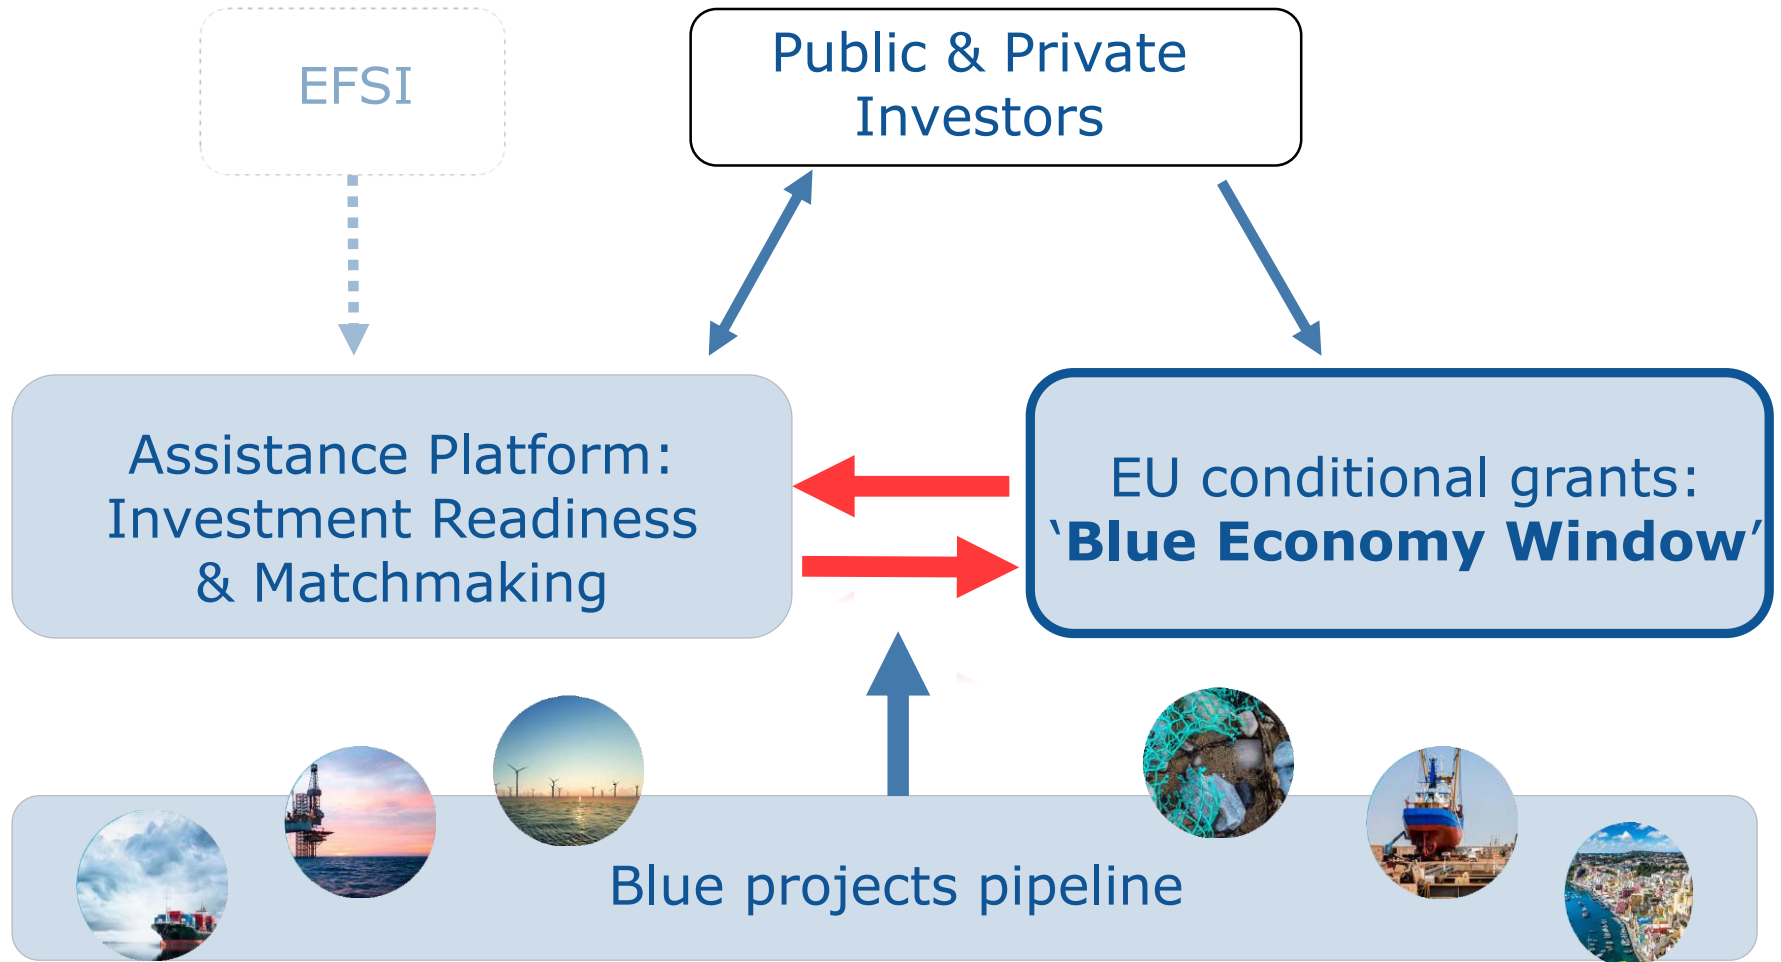 EFSI
Public & Private
Investors
Assistance Platform:
Investment Readiness
& Matchmaking
EU conditional grants:
‘Blue Economy Window’
Blue projects pipeline